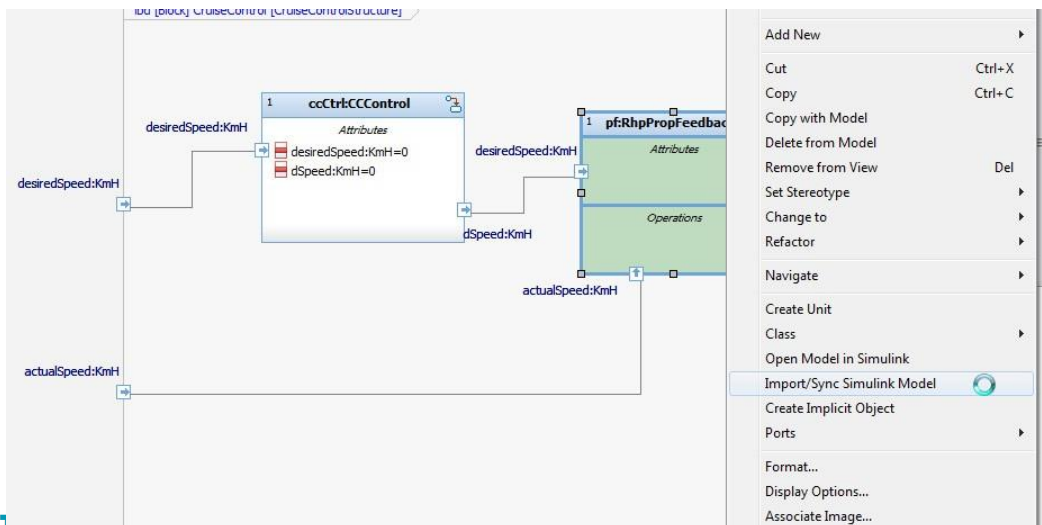 ibd [Block] CruiseControl [CruiseControlStructure]
1 ccCtrl:CCControl
Attributes
desiredSpeed:KmH=0
dSpeed:KmH=0
desiredSpeed:KmH
desiredSpeed:KmH
dSpeed:KmH
desiredSpeed:KmH
1 pf:RhpPropFeedbac
Attributes
Operations
actualSpeed:KmH
actualSpeed:KmH
Add New
Cut Ctrl+X
Copy Ctrl+C
Copy with Model
Delete from Model
Remove from View Del
Set Stereotype
Change to
Refactor
Navigate
Create Unit
Class
Open Model in Simulink
Import/Sync Simulink Model
Create Implicit Object
Ports
Format...
Display Options...
Associate Image...